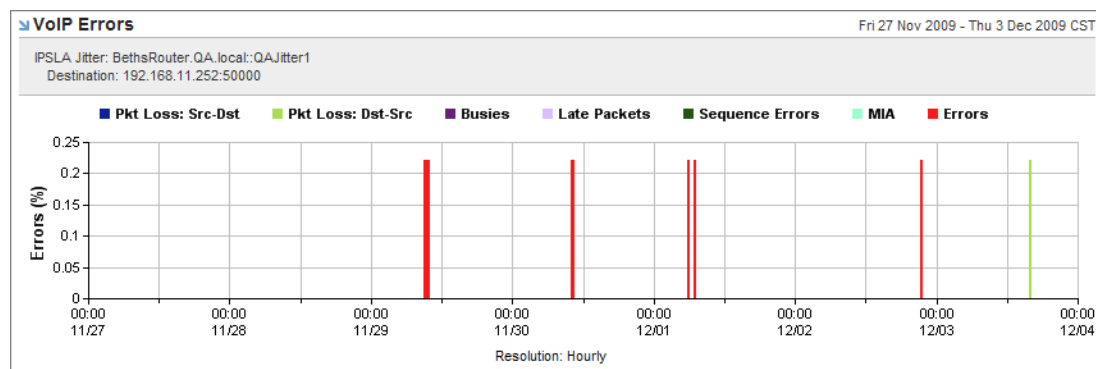 VoIP Errors
Fri 27 Nov 2009 - Thu 3 Dec 2009 CST
IPSLA Jitter: BethsRouter.QA.local::QAJitter1
Destination: 192.168.11.252:50000
Pkt Loss: Src-Dst Pkt Loss: Dst-Src Busies Late Packets Sequence Errors MIA Errors
Errors (%)
0.25
0.2
0.15
0.1
0.05
0
00:00 00:00 00:00 00:00 00:00 00:00 00:00 00:00
11/27 11/28 11/29 11/30 12/01 12/02 12/03 12/04
Resolution: Hourly